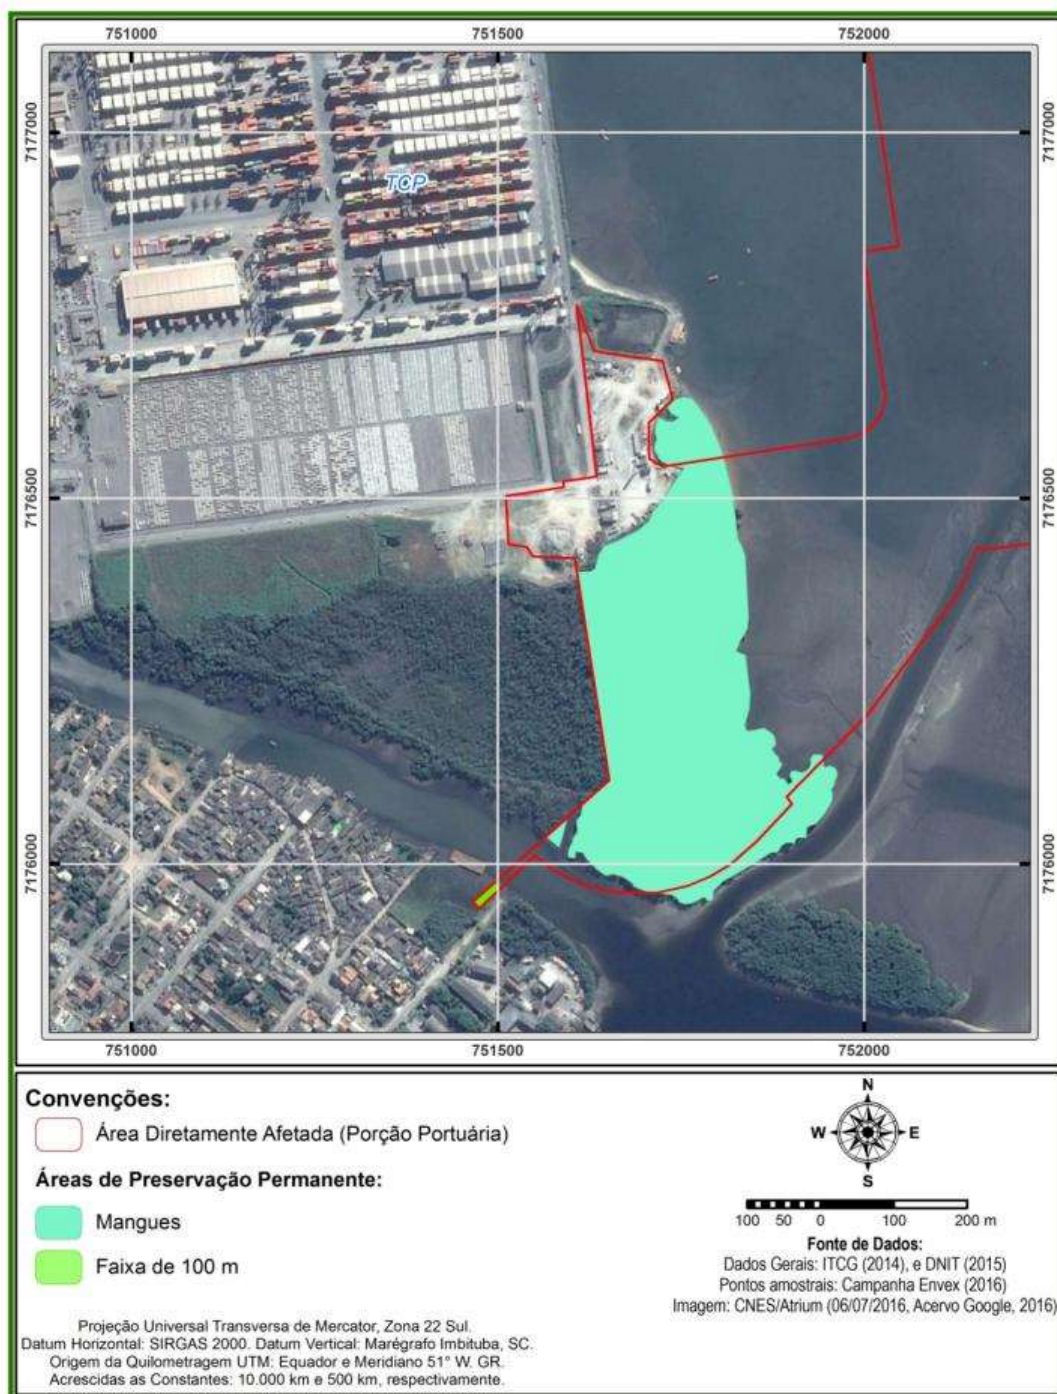 751000 751500 752000
7177000 7177000
TCP
7176500 7176500
7176000 7176000
751000 751500 752000
Convenções:
Área Diretamente Afetada (Porção Portuária)
Áreas de Preservação Permanente:
Mangues
Faixa de 100 m
Projeção Universal Transversa de Mercator, Zona 22 Sul.
Datum Horizontal: SIRGAS 2000. Datum Vertical: Marégrafo Imbituba, SC.
Origem da Quilometragem UTM: Equador e Meridiano 51° W. GR.
Acrescidas as Constantes: 10.000 km e 500 km, respectivamente.
N
W E
S
100 50 0 100 200 m
Fonte de Dados:
Dados Gerais: ITCG (2014), e DNIT (2015)
Pontos amostrais: Campanha Envex (2016)
Imagem: CNES/Atrium (06/07/2016, Acervo Google, 2016)